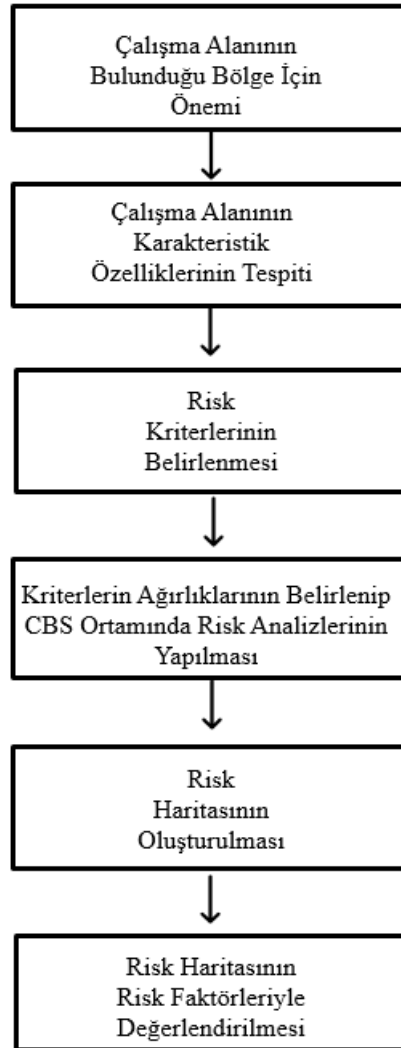 Çalışma Alanının
Bulunduğu Bölge İçin
Önemi
Çalışma Alanının
Karakteristik
Özelliklerinin Tespiti
Risk
Kriterlerinin
Belirlenmesi
Kriterlerin Ağırlıklarının Belirlenip
CBS Ortamında Risk Analizlerinin
Yapılması
Risk
Haritasının
Oluşturulması
Risk Haritasının
Risk Faktörleriyle
Değerlendirilmesi